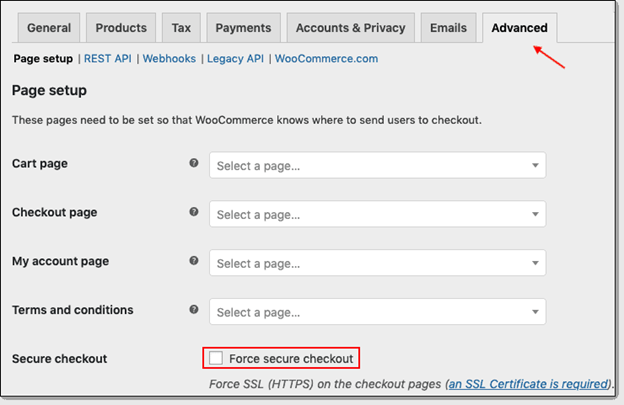 General Products Tax Payments Accounts & Privacy Emails Advanced
Page setup | REST API | Webhooks | Legacy API | WooCommerce.com
Page setup
These pages need to be set so that WooCommerce knows where to send users to checkout.
Cart page ? Select a page...
Checkout page ? Select a page...
My account page ? Select a page...
Terms and conditions ? Select a page...
Secure checkout Force secure checkout
Force SSL (HTTPS) on the checkout pages (an SSL Certificate is required).